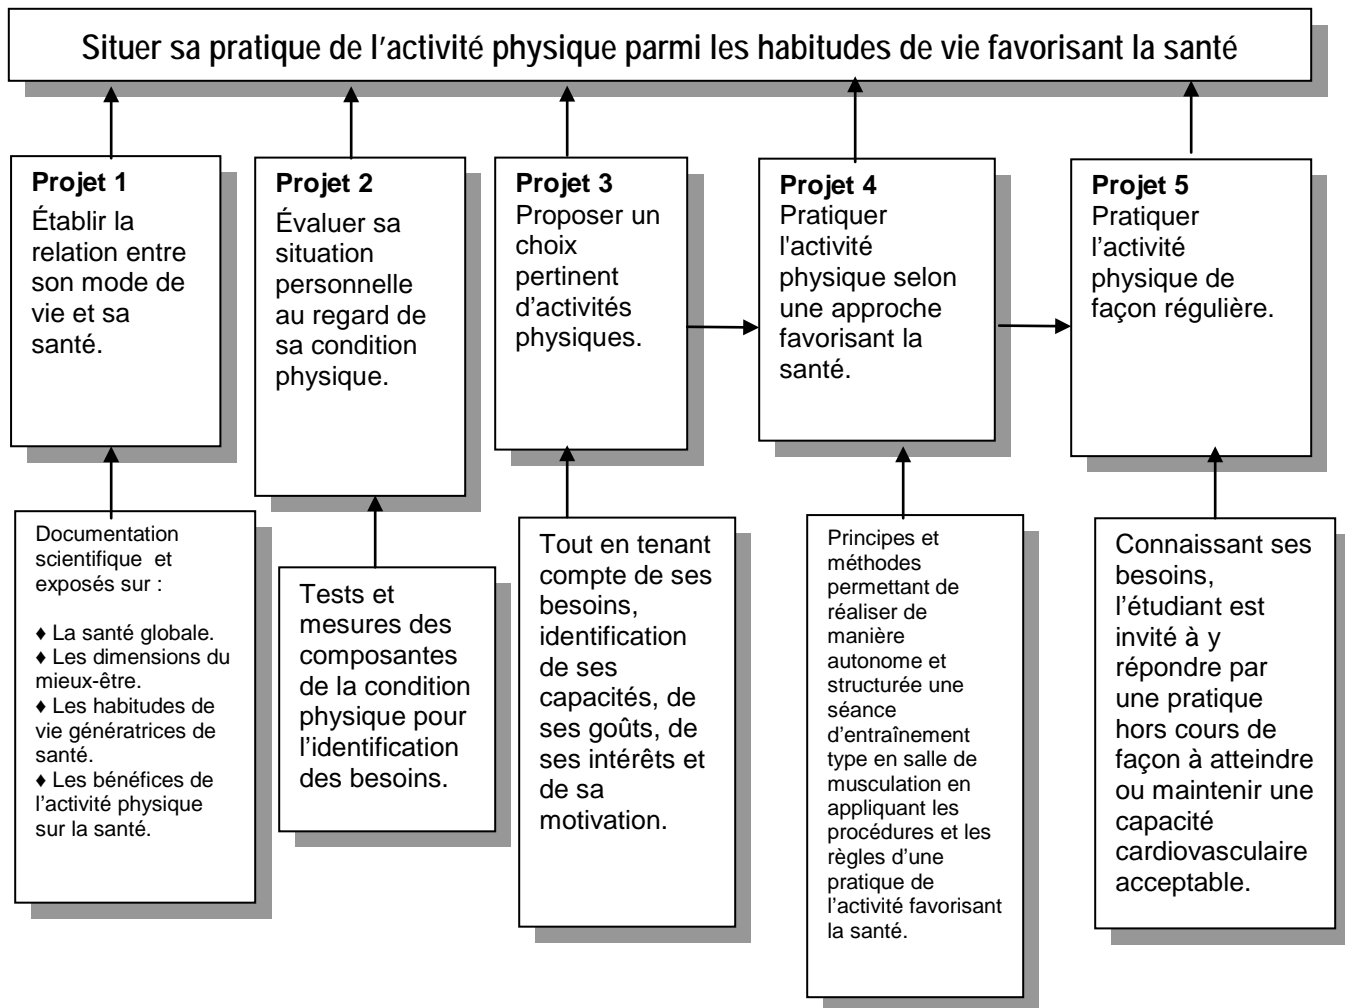 Situer sa pratique de l'activité physique parmi les habitudes de vie favorisant la santé
Projet 1
Établir la
relation entre
son mode de
vie et sa
santé.
Projet 2
Évaluer sa
situation
personnelle
au regard de
sa condition
physique.
Projet 3
Proposer un
choix
pertinent
d’activités
physiques.
Projet 4
Pratiquer
l'activité
physique selon
une approche
favorisant la
santé.
Projet 5
Pratiquer
l’activité
physique de
façon régulière.
Documentation
scientifique et
exposés sur :
♦ La santé globale.
♦ Les dimensions du
mieux-être.
♦ Les habitudes de
vie génératrices de
santé.
♦ Les bénéfices de
l’activité physique
sur la santé.
Tests et
mesures des
composantes
de la condition
physique pour
l’identification
des besoins.
Tout en tenant
compte de ses
besoins,
identification
de ses
capacités, de
ses goûts, de
ses intérêts et
de sa
motivation.
Principes et
méthodes
permettant de
réaliser de
manière
autonome et
structurée une
séance
d’entraînement
type en salle de
musculation en
appliquant les
procédures et les
règles d’une
pratique de
l’activité favorisant
la santé.
Connaissant ses
besoins,
l’étudiant est
invité à y
répondre par
une pratique
hors cours de
façon à atteindre
ou maintenir une
capacité
cardiovasculaire
acceptable.